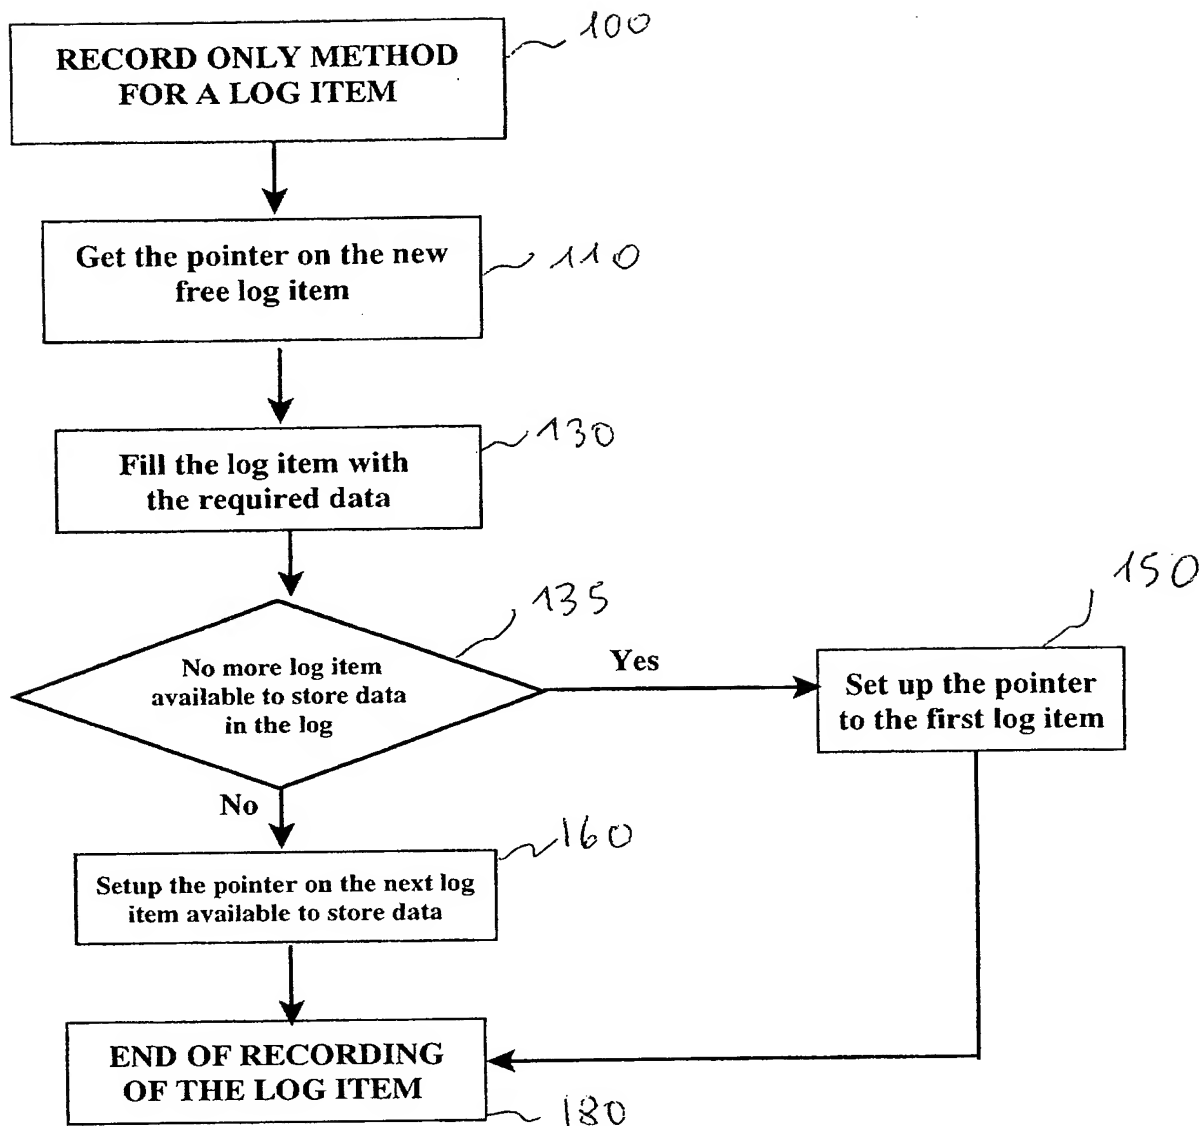 RECORD ONLY METHOD
FOR A LOG ITEM
100
Get the pointer on the new
free log item
110
Fill the log item with
the required data
130
No more log item
available to store data
in the log
135
Yes
Set up the pointer
to the first log item
150
No
Setup the pointer on the next log
item available to store data
160
END OF RECORDING
OF THE LOG ITEM
180